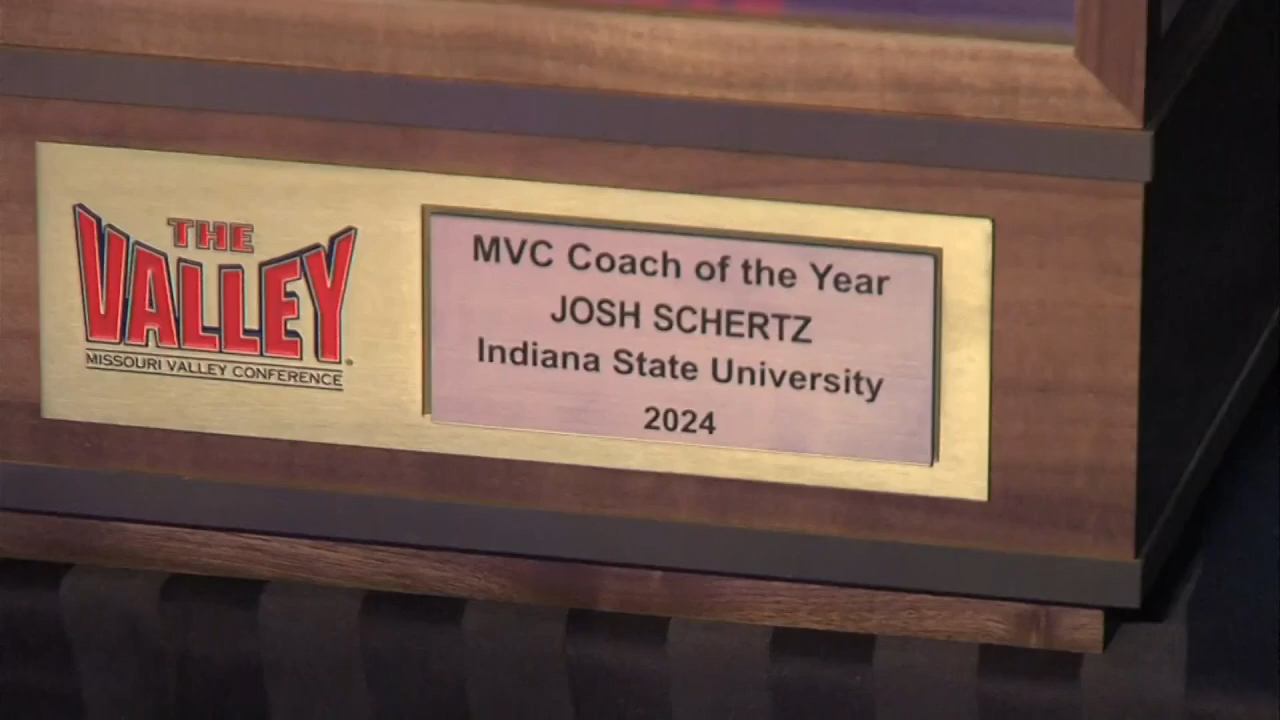 THE
VALLEY
MISSOURI VALLEY CONFERENCE
MVC Coach of the Year
JOSH SCHERTZ
Indiana State University
2024